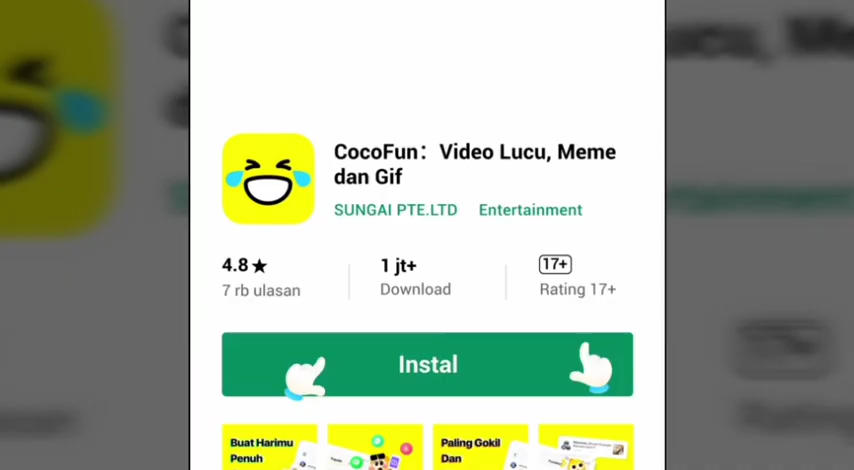 CocoFun：Video Lucu, Meme
dan Gif
SUNGAI PTE.LTD Entertainment
4.8★ 1 jt+ 17+
7 rb ulasan Download Rating 17+
Instal
Buat Harimu Paling Gokil
Penuh Dan